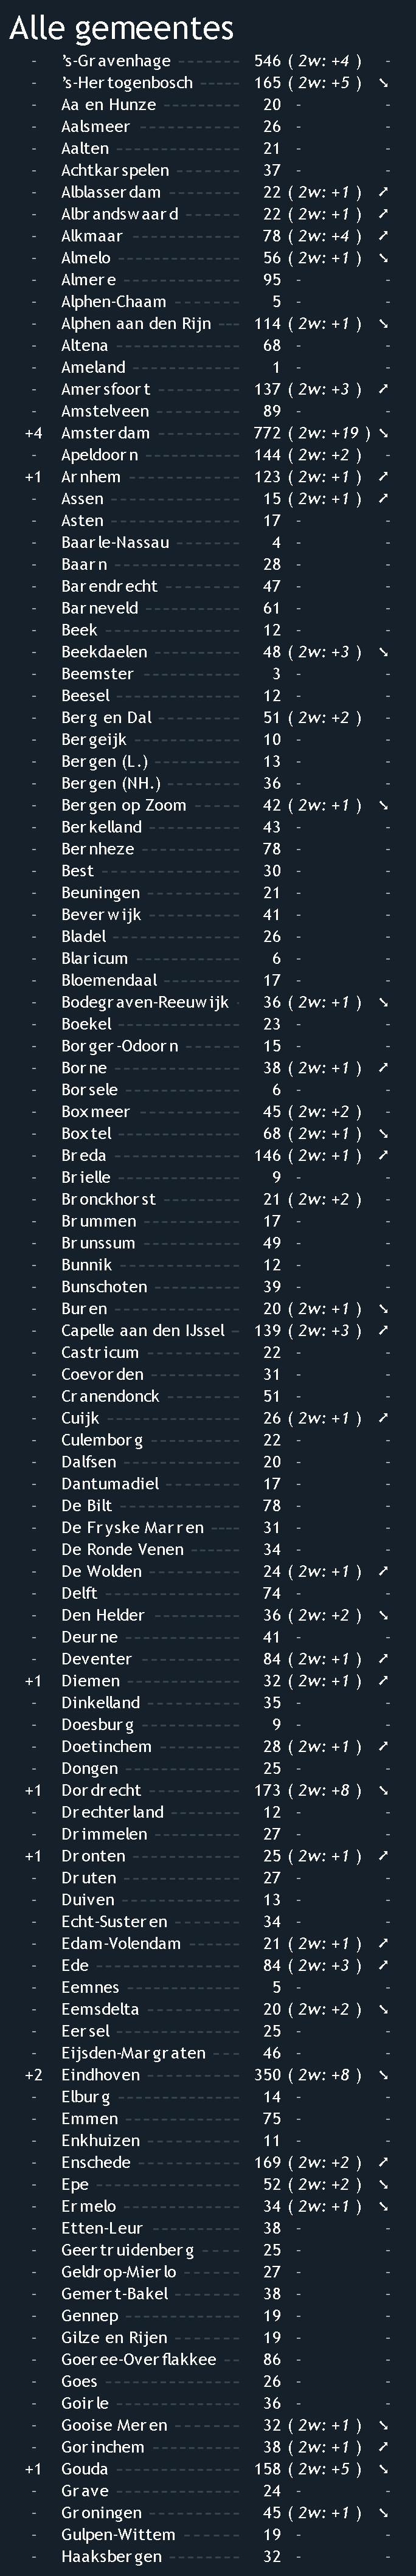 Alle gemeentes
- 's-Gravenhage 546 ( 2w: +4 ) -
- 's-Hertogenbosch 165 ( 2w: +5 ) ↘
- Aa en Hunze 20 - -
- Aalsmeer 26 - -
- Aalten 21 - -
- Achtkarspelen 37 - -
- Alblasserdam 22 ( 2w: +1 ) ↗
- Albrandswaard 22 ( 2w: +1 ) ↗
- Alkmaar 78 ( 2w: +4 ) ↗
- Almelo 56 ( 2w: +1 ) ↘
- Almere 95 - -
- Alphen-Chaam 5 - -
- Alphen aan den Rijn 114 ( 2w: +1 ) ↘
- Altena 68 - -
- Ameland 1 - -
- Amersfoort 137 ( 2w: +3 ) ↗
- Amstelveen 89 - -
+4 Amsterdam 772 ( 2w: +19 ) ↘
- Apeldoorn 144 ( 2w: +2 ) -
+1 Arnhem 123 ( 2w: +1 ) ↗
- Assen 15 ( 2w: +1 ) ↗
- Asten 17 - -
- Baarle-Nassau 4 - -
- Baarn 28 - -
- Barendrecht 47 - -
- Barneveld 61 - -
- Beek 12 - -
- Beekdaelen 48 ( 2w: +3 ) ↘
- Beemster 3 - -
- Beesel 12 - -
- Berg en Dal 51 ( 2w: +2 ) -
- Bergeijk 10 - -
- Bergen (L.) 13 - -
- Bergen (NH.) 36 - -
- Bergen op Zoom 42 ( 2w: +1 ) ↘
- Berkelland 43 - -
- Bernheze 78 - -
- Best 30 - -
- Beuningen 21 - -
- Beverwijk 41 - -
- Bladel 26 - -
- Blaricum 6 - -
- Bloemendaal 17 - -
- Bodegraven-Reeuwijk 36 ( 2w: +1 ) ↘
- Boekel 23 - -
- Borger-Odoorn 15 - -
- Borne 38 ( 2w: +1 ) ↗
- Borsele 6 - -
- Boxmeer 45 ( 2w: +2 ) -
- Boxtel 68 ( 2w: +1 ) ↘
- Breda 146 ( 2w: +1 ) ↗
- Brielle 9 - -
- Bronckhorst 21 ( 2w: +2 ) -
- Brummen 17 - -
- Brunssum 49 - -
- Bunnik 12 - -
- Bunschoten 39 - -
- Buren 20 ( 2w: +1 ) ↘
- Capelle aan den IJssel 139 ( 2w: +3 ) ↗
- Castricum 22 - -
- Coevorden 31 - -
- Cranendonck 51 - -
- Cuijk 26 ( 2w: +1 ) ↗
- Culemborg 22 - -
- Dalfsen 20 - -
- Dantumadiel 17 - -
- De Bilt 78 - -
- De Fryske Marren 31 - -
- De Ronde Venen 34 - -
- De Wolden 24 ( 2w: +1 ) ↗
- Delft 74 - -
- Den Helder 36 ( 2w: +2 ) ↘
- Deurne 41 - -
- Deventer 84 ( 2w: +1 ) ↗
+1 Diemen 32 ( 2w: +1 ) ↗
- Dinkelland 35 - -
- Doesburg 9 - -
- Doetinchem 28 ( 2w: +1 ) ↗
- Dongen 25 - -
+1 Dordrecht 173 ( 2w: +8 ) ↘
- Drechterland 12 - -
- Drimmelen 27 - -
+1 Dronten 25 ( 2w: +1 ) ↗
- Druten 27 - -
- Duiven 13 - -
- Echt-Susteren 34 - -
- Edam-Volendam 21 ( 2w: +1 ) ↗
- Ede 84 ( 2w: +3 ) ↗
- Eemnes 5 - -
- Eemsdelta 20 ( 2w: +2 ) ↘
- Eersel 25 - -
- Eijsden-Margraten 46 - -
+2 Eindhoven 350 ( 2w: +8 ) ↘
- Elburg 14 - -
- Emmen 75 - -
- Enkhuizen 11 - -
- Enschede 169 ( 2w: +2 ) ↗
- Epe 52 ( 2w: +2 ) ↘
- Ermelo 34 ( 2w: +1 ) ↘
- Etten-Leur 38 - -
- Geertruidenberg 25 - -
- Geldrop-Mierlo 27 - -
- Gemert-Bakel 38 - -
- Gennep 19 - -
- Gilze en Rijen 19 - -
- Goeree-Overflakkee 86 - -
- Goes 26 - -
- Goirle 36 - -
- Gooise Meren 32 ( 2w: +1 ) ↘
- Gorinchem 38 ( 2w: +1 ) ↗
+1 Gouda 158 ( 2w: +5 ) ↘
- Grave 24 - -
- Groningen 45 ( 2w: +1 ) ↘
- Gulpen-Wittem 19 - -
- Haaksbergen 32 - -